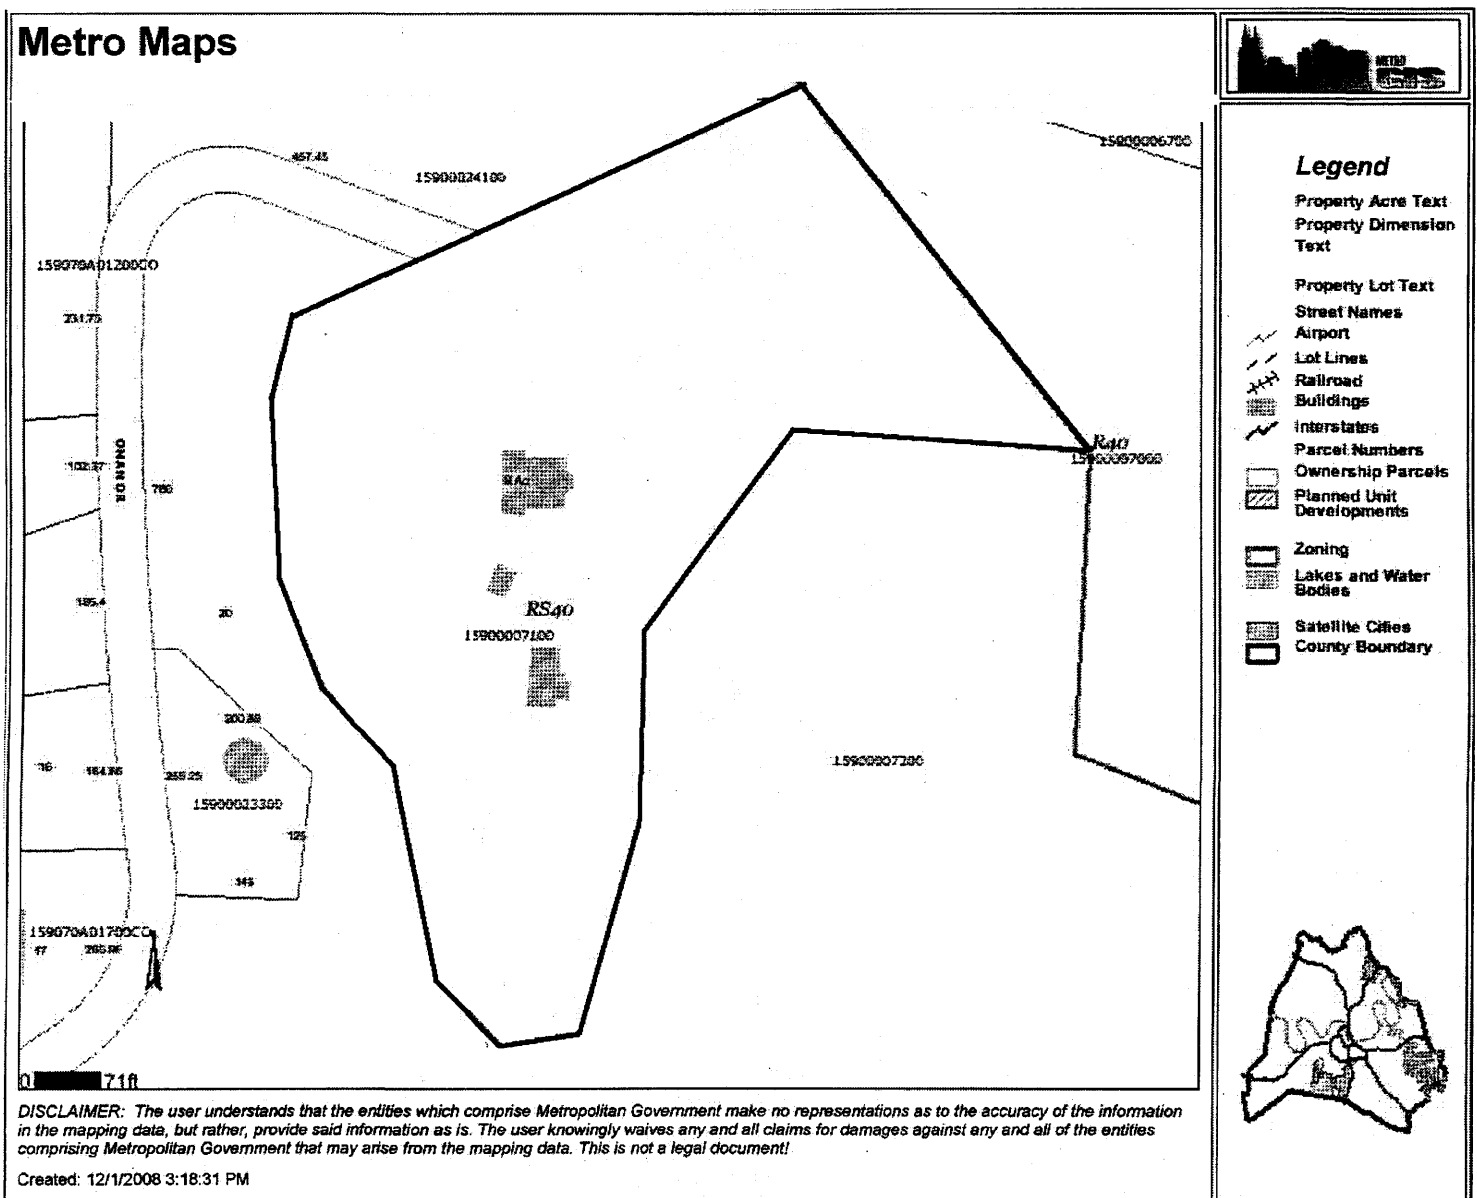 Metro Maps
METRO
457.45
15900024100
15900006700
159070A01200CO
231.75
102.37
ONAN DR
780
R40
15900007000
185.4
20
RS40
15900007100
200.88
16
184.86
255.25
15900023300
15900007200
125
145
159070A01700CO
17
0 71ft
Legend
Property Acre Text
Property Dimension
Text
Property Lot Text
Street Names
Airport
Lot Lines
Railroad
Buildings
Interstates
Parcel Numbers
Ownership Parcels
Planned Unit
Developments
Zoning
Lakes and Water
Bodies
Satellite Cities
County Boundary
DISCLAIMER: The user understands that the entities which comprise Metropolitan Government make no representations as to the accuracy of the information
in the mapping data, but rather, provide said information as is. The user knowingly waives any and all claims for damages against any and all of the entities
comprising Metropolitan Government that may arise from the mapping data. This is not a legal document!
Created: 12/1/2008 3:18:31 PM